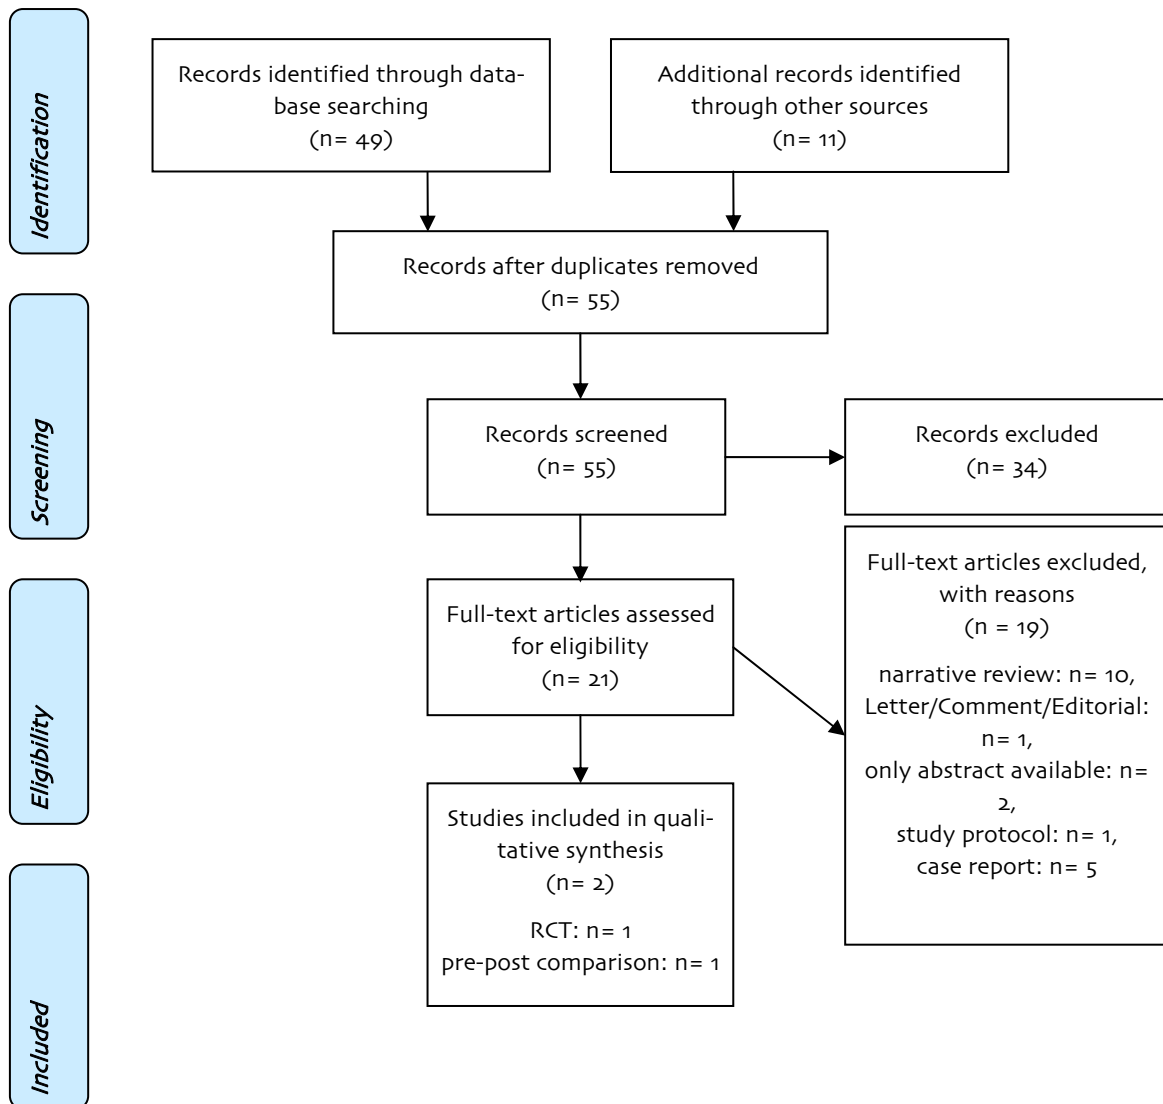 Identification
Records identified through data-
base searching
(n= 49)
Additional records identified
through other sources
(n= 11)
Records after duplicates removed
(n= 55)
Screening
Records screened
(n= 55)
Records excluded
(n= 34)
Eligibility
Full-text articles assessed
for eligibility
(n= 21)
Full-text articles excluded,
with reasons
(n = 19)
narrative review: n= 10,
Letter/Comment/Editorial:
n= 1,
only abstract available: n=
2,
study protocol: n= 1,
case report: n= 5
Included
Studies included in quali-
tative synthesis
(n= 2)
RCT: n= 1
pre-post comparison: n= 1